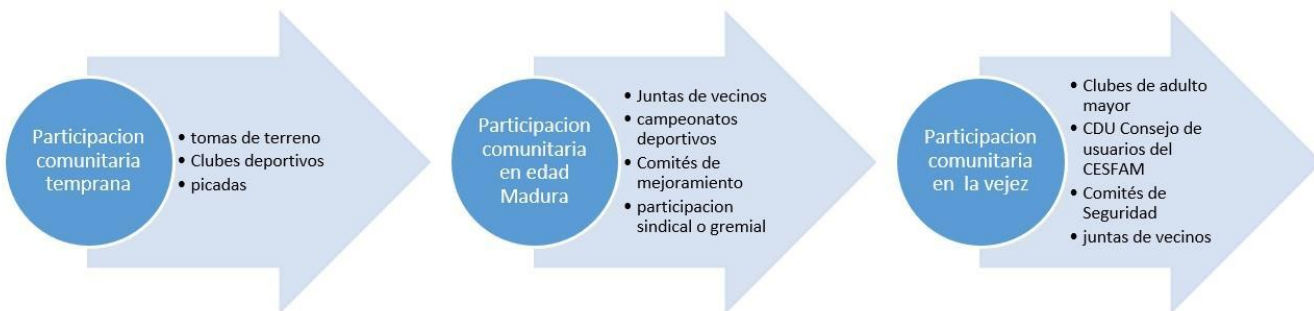 Participacion
comunitaria
temprana
• tomas de terreno
• Clubes deportivos
• picadas
Participacion
comunitaria
en edad
Madura
• Juntas de vecinos
• campeonatos
deportivos
• Comités de
mejoramiento
• participacion
sindical o gremial
Participacion
comunitaria
en la vejez
• Clubes de adulto
mayor
• CDU Consejo de
usuarios del
CESFAM
• Comités de
Seguridad
• juntas de vecinos